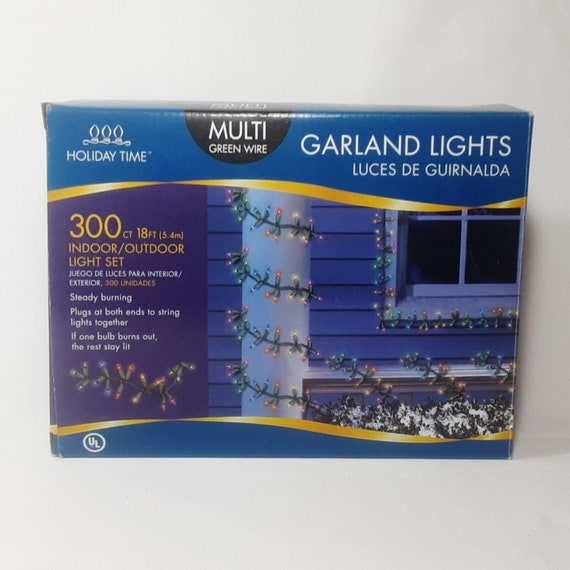 MULTI
GREEN WIRE
HOLIDAY TIME™
GARLAND LIGHTS
LUCES DE GUIRNALDA
300 CT 18FT (5.4m)
INDOOR/OUTDOOR
LIGHT SET
JUEGO DE LUCES PARA INTERIOR/
EXTERIOR, 300 UNIDADES
Steady burning
Plugs at both ends to string
lights together
If one bulb burns out,
the rest stay lit
UL